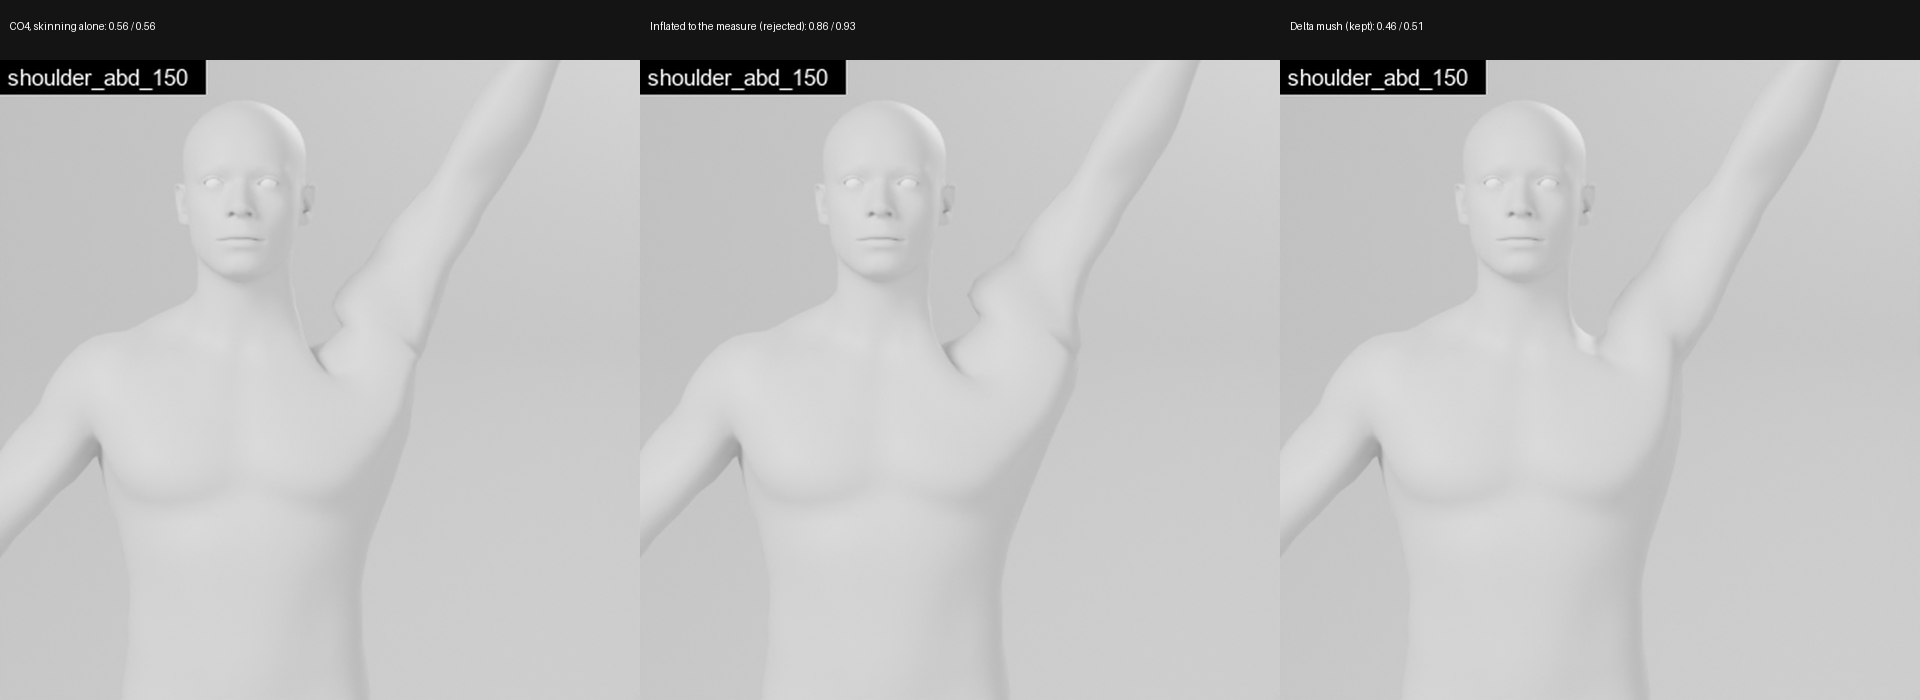 CO4, skinning alone: 0.56 / 0.56
Inflated to the measure (rejected): 0.86 / 0.93
Delta mush (kept): 0.46 / 0.51
shoulder_abd_150
shoulder_abd_150
shoulder_abd_150